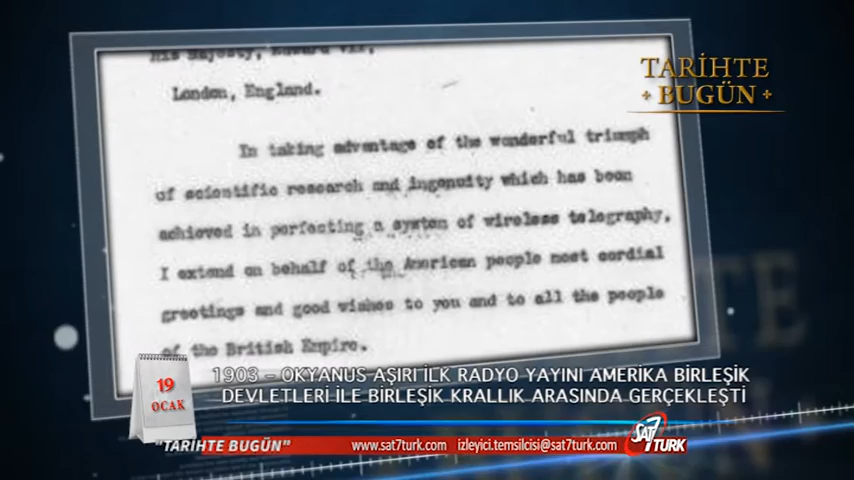 His Majesty, Edward VII,
London, England.
In taking advantage of the wonderful triumph
of scientific research and ingenuity which has been
achieved in perfecting a system of wireless telegraphy,
I extend on behalf of the American people most cordial
greetings and good wishes to you and to all the people
of the British Empire.
TARİHTE
BUGÜN
19
OCAK
1903 – OKYANUS AŞIRI İLK RADYO YAYINI AMERİKA BİRLEŞİK
DEVLETLERİ İLE BİRLEŞİK KRALLIK ARASINDA GERÇEKLEŞTİ
"TARİHTE BUGÜN" www.sat7turk.com izleyici.temsilcisi@sat7turk.com
SAT
7 TURK